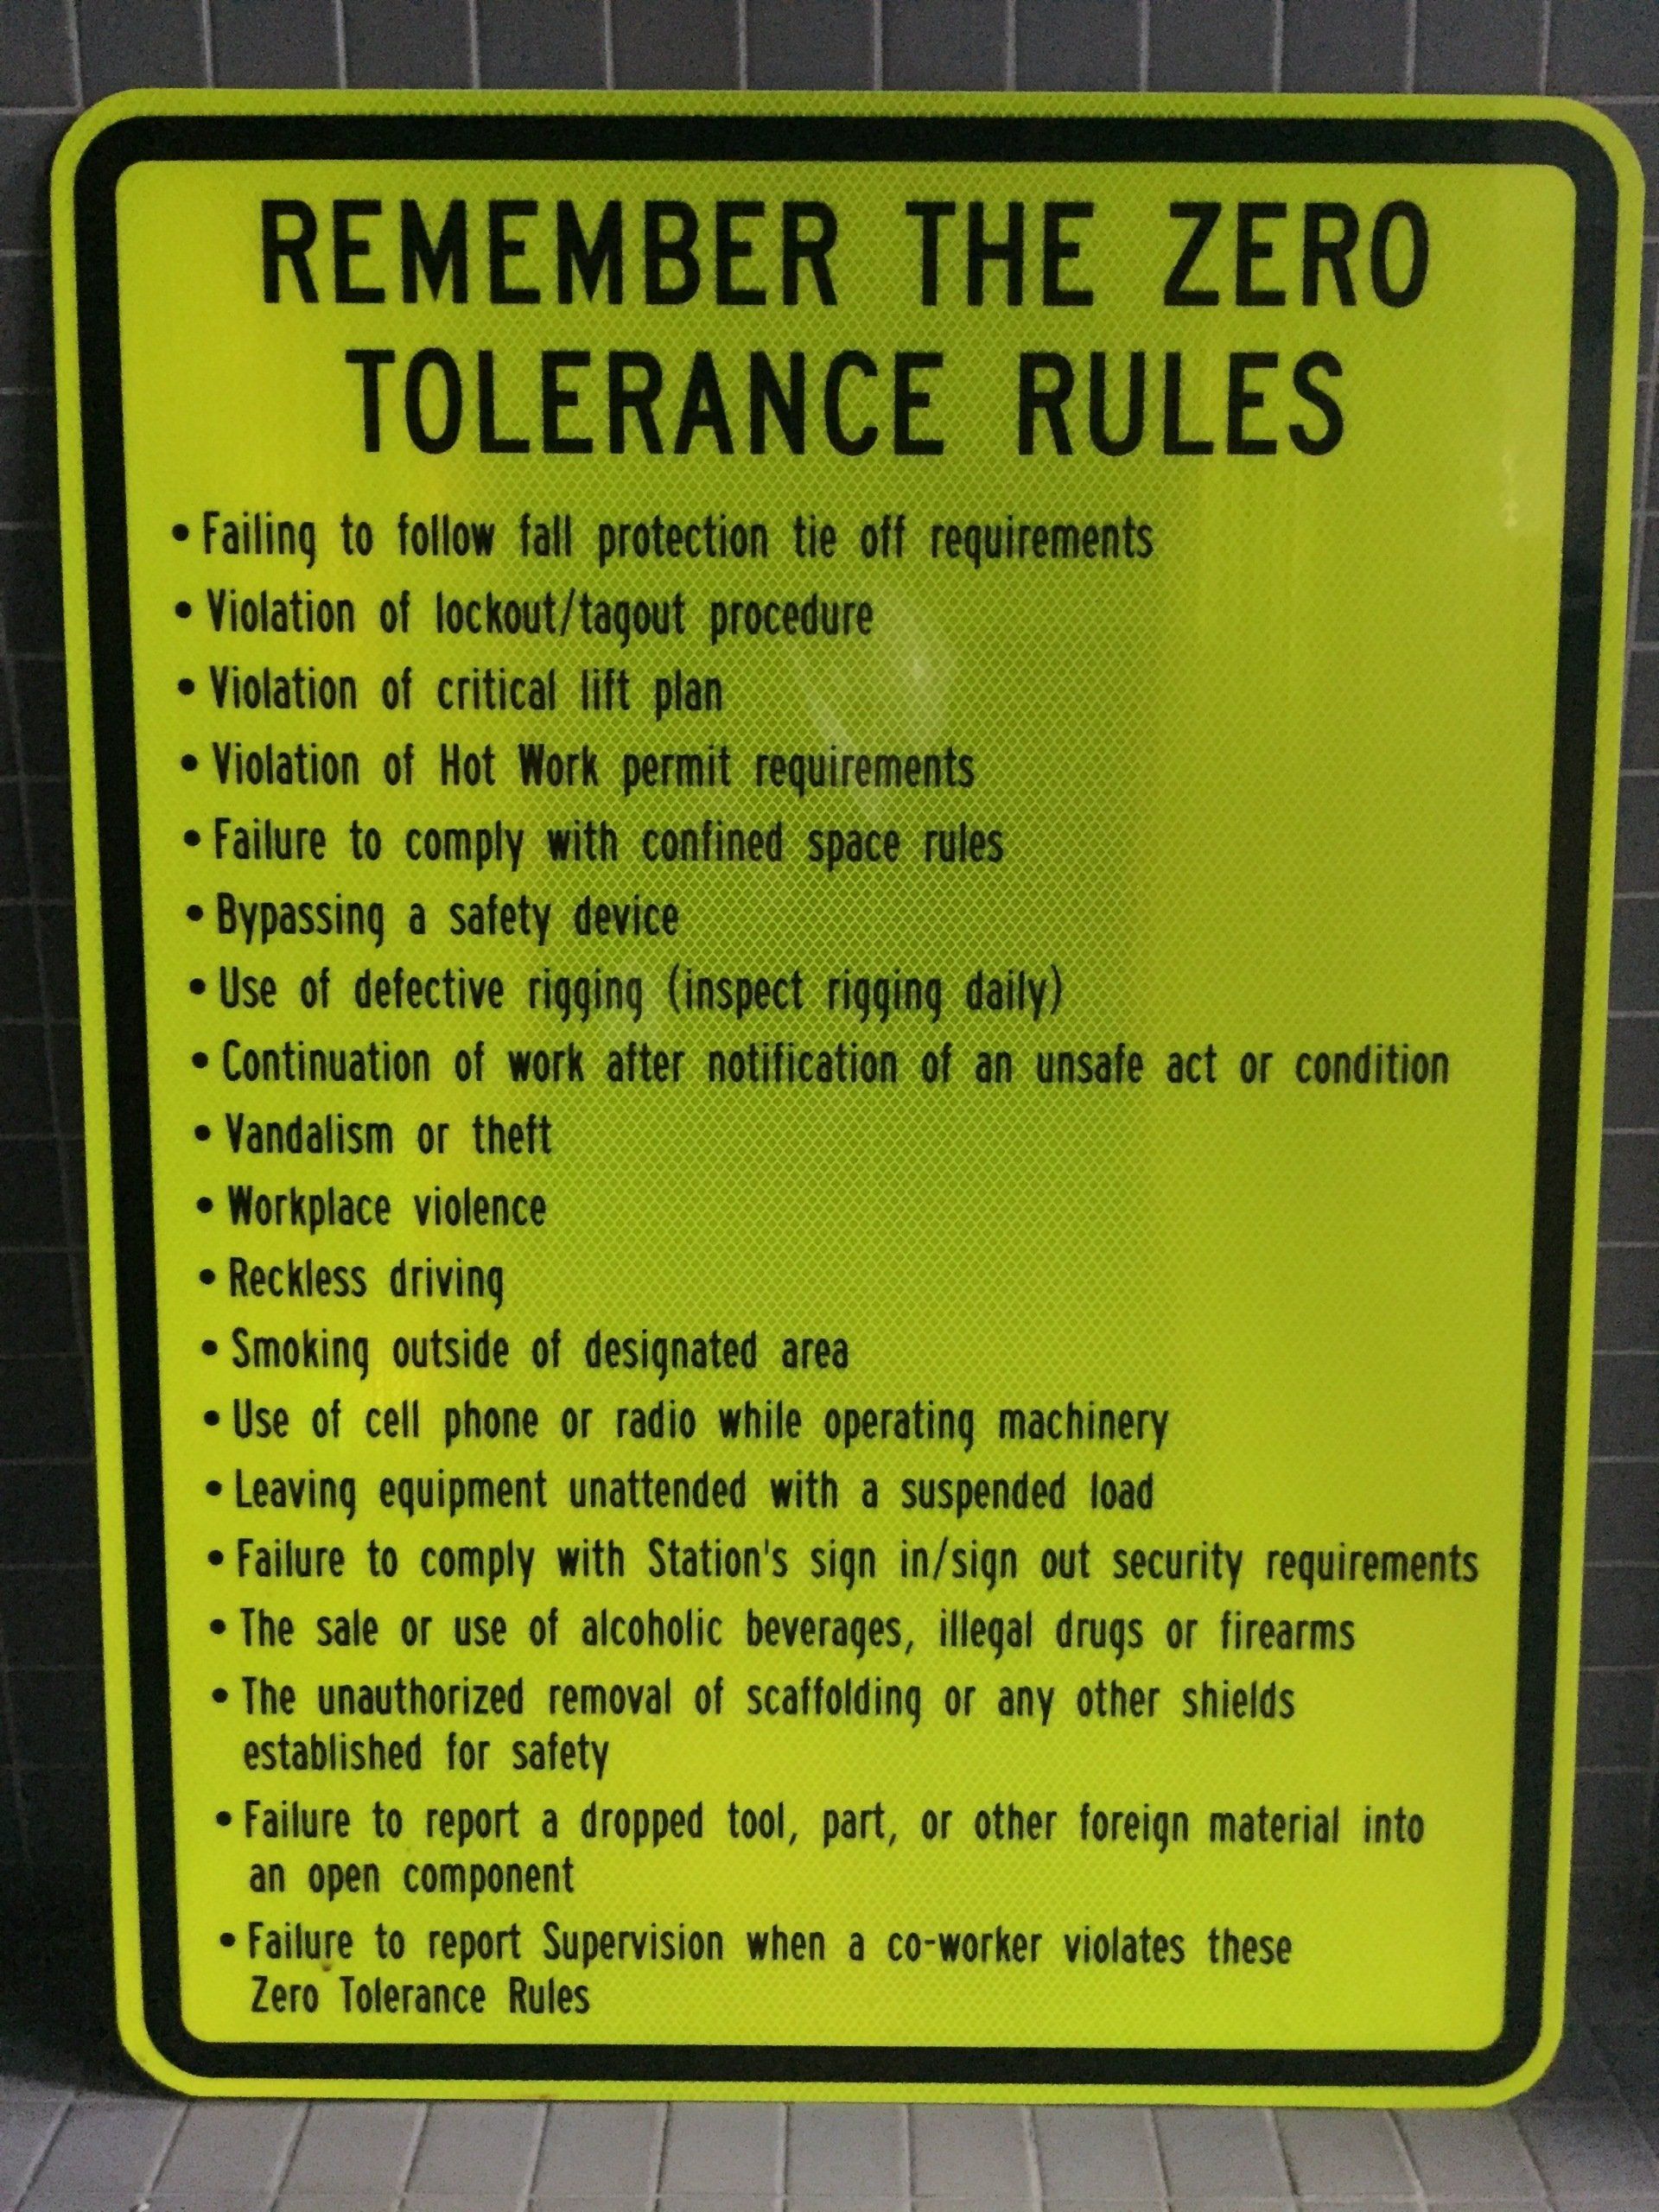 REMEMBER THE ZERO
TOLERANCE RULES
• Failing to follow fall protection tie off requirements
• Violation of lockout/tagout procedure
• Violation of critical lift plan
• Violation of Hot Work permit requirements
• Failure to comply with confined space rules
• Bypassing a safety device
• Use of defective rigging (inspect rigging daily)
• Continuation of work after notification of an unsafe act or condition
• Vandalism or theft
• Workplace violence
• Reckless driving
• Smoking outside of designated area
• Use of cell phone or radio while operating machinery
• Leaving equipment unattended with a suspended load
• Failure to comply with Station's sign in/sign out security requirements
• The sale or use of alcoholic beverages, illegal drugs or firearms
• The unauthorized removal of scaffolding or any other shields
established for safety
• Failure to report a dropped tool, part, or other foreign material into
an open component
• Failure to report Supervision when a co-worker violates these
Zero Tolerance Rules